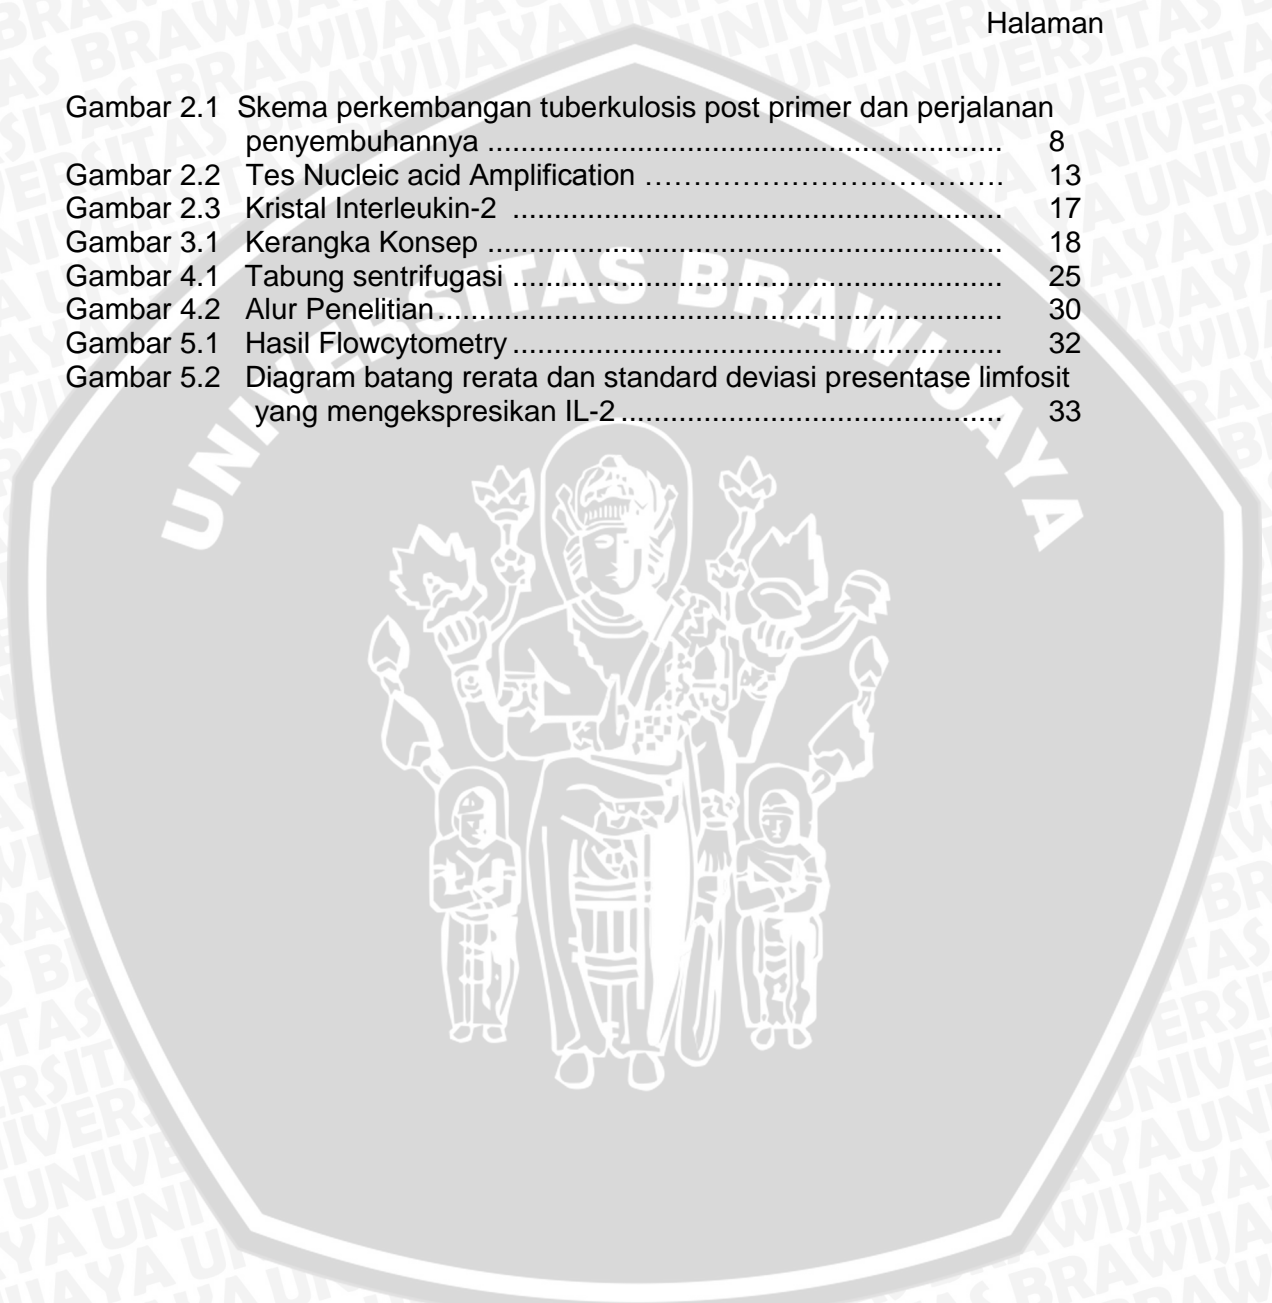 Halaman
Gambar 2.1 Skema perkembangan tuberkulosis post primer dan perjalanan
penyembuhannya .............................................................. 8
Gambar 2.2 Tes Nucleic acid Amplification ………………………………. 13
Gambar 2.3 Kristal Interleukin-2 ........................................................... 17
Gambar 3.1 Kerangka Konsep .............................................................. 18
Gambar 4.1 Tabung sentrifugasi ........................................................... 25
Gambar 4.2 Alur Penelitian .................................................................... 30
Gambar 5.1 Hasil Flowcytometry ........................................................... 32
Gambar 5.2 Diagram batang rerata dan standard deviasi presentase limfosit
yang mengekspresikan IL-2 .............................................. 33
UNIVERSITAS BRAWIJAYA